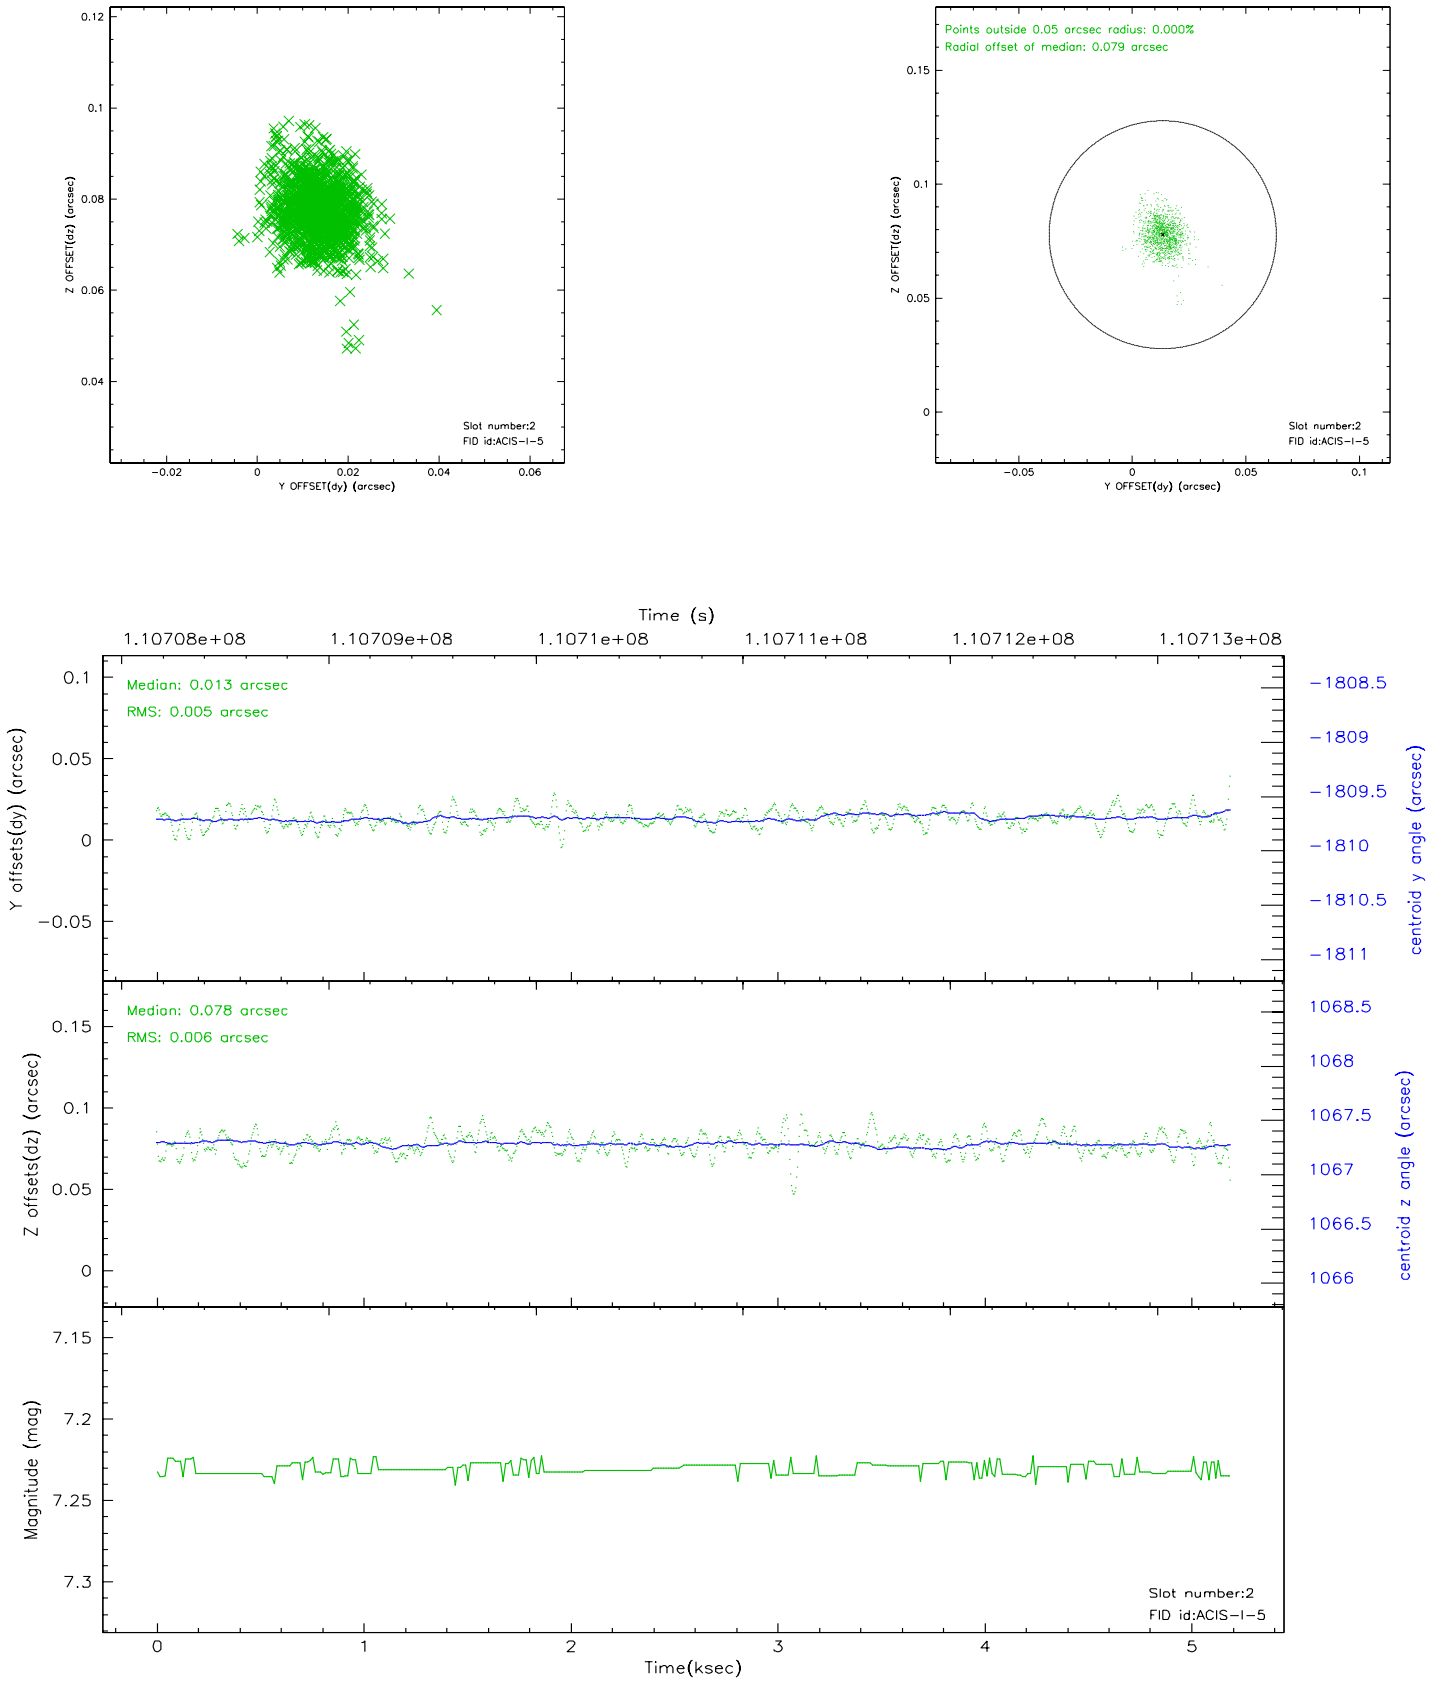 0.12
0.1
0.08
0.06
0.04
Z OFFSET(dz) (arcsec)
Slot number:2
FID id:ACIS-I-5
-0.02 0 0.02 0.04 0.06
Y OFFSET(dy) (arcsec)
Points outside 0.05 arcsec radius: 0.000%
Radial offset of median: 0.079 arcsec
0.15
0.1
0.05
0
Z OFFSET(dz) (arcsec)
Slot number:2
FID id:ACIS-I-5
-0.05 0 0.05 0.1
Y OFFSET(dy) (arcsec)
Time (s)
1.10708e+08 1.10709e+08 1.1071e+08 1.10711e+08 1.10712e+08 1.10713e+08
Median: 0.013 arcsec
RMS: 0.005 arcsec
0.1
0.05
0
-0.05
Y offsets(dy) (arcsec)
-1808.5
-1809
-1809.5
-1810
-1810.5
-1811
centroid y angle (arcsec)
Median: 0.078 arcsec
RMS: 0.006 arcsec
0.15
0.1
0.05
0
Z offsets(dz) (arcsec)
1068.5
1068
1067.5
1067
1066.5
1066
centroid z angle (arcsec)
7.15
7.2
7.25
7.3
Magnitude (mag)
Slot number:2
FID id:ACIS-I-5
0 1 2 3 4 5
Time(ksec)